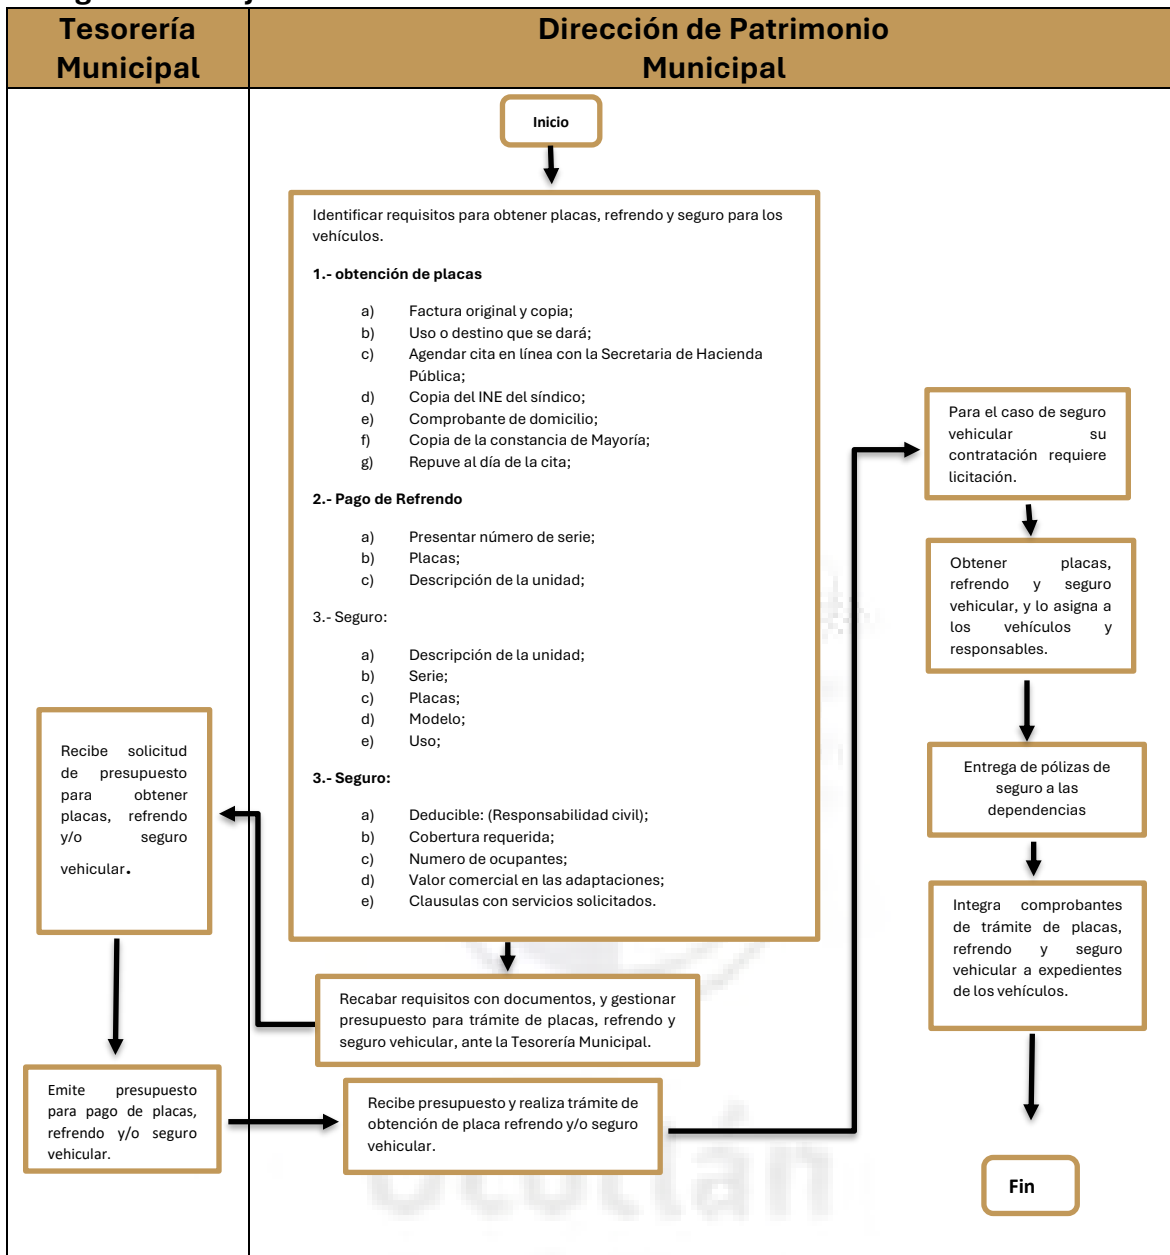 Tesorería
Municipal
Dirección de Patrimonio
Municipal
Inicio
Identificar requisitos para obtener placas, refrendo y seguro para los
vehículos.
1.- obtención de placas
a) Factura original y copia;
b) Uso o destino que se dará;
c) Agendar cita en línea con la Secretaria de Hacienda
Pública;
d) Copia del INE del síndico;
e) Comprobante de domicilio;
f) Copia de la constancia de Mayoría;
g) Repuve al día de la cita;
2.- Pago de Refrendo
a) Presentar número de serie;
b) Placas;
c) Descripción de la unidad;
3.- Seguro:
a) Descripción de la unidad;
b) Serie;
c) Placas;
d) Modelo;
e) Uso;
3.- Seguro:
a) Deducible: (Responsabilidad civil);
b) Cobertura requerida;
c) Numero de ocupantes;
d) Valor comercial en las adaptaciones;
e) Clausulas con servicios solicitados.
Recabar requisitos con documentos, y gestionar
presupuesto para trámite de placas, refrendo y
seguro vehicular, ante la Tesorería Municipal.
Recibe solicitud
de presupuesto
para obtener
placas, refrendo
y/o seguro
vehicular.
Emite presupuesto
para pago de placas,
refrendo y/o seguro
vehicular.
Recibe presupuesto y realiza trámite de
obtención de placa refrendo y/o seguro
vehicular.
Para el caso de seguro
vehicular su
contratación requiere
licitación.
Obtener placas,
refrendo y seguro
vehicular, y lo asigna a
los vehículos y
responsables.
Entrega de pólizas de
seguro a las
dependencias
Integra comprobantes
de trámite de placas,
refrendo y seguro
vehicular a expedientes
de los vehículos.
Fin
Ocotlán